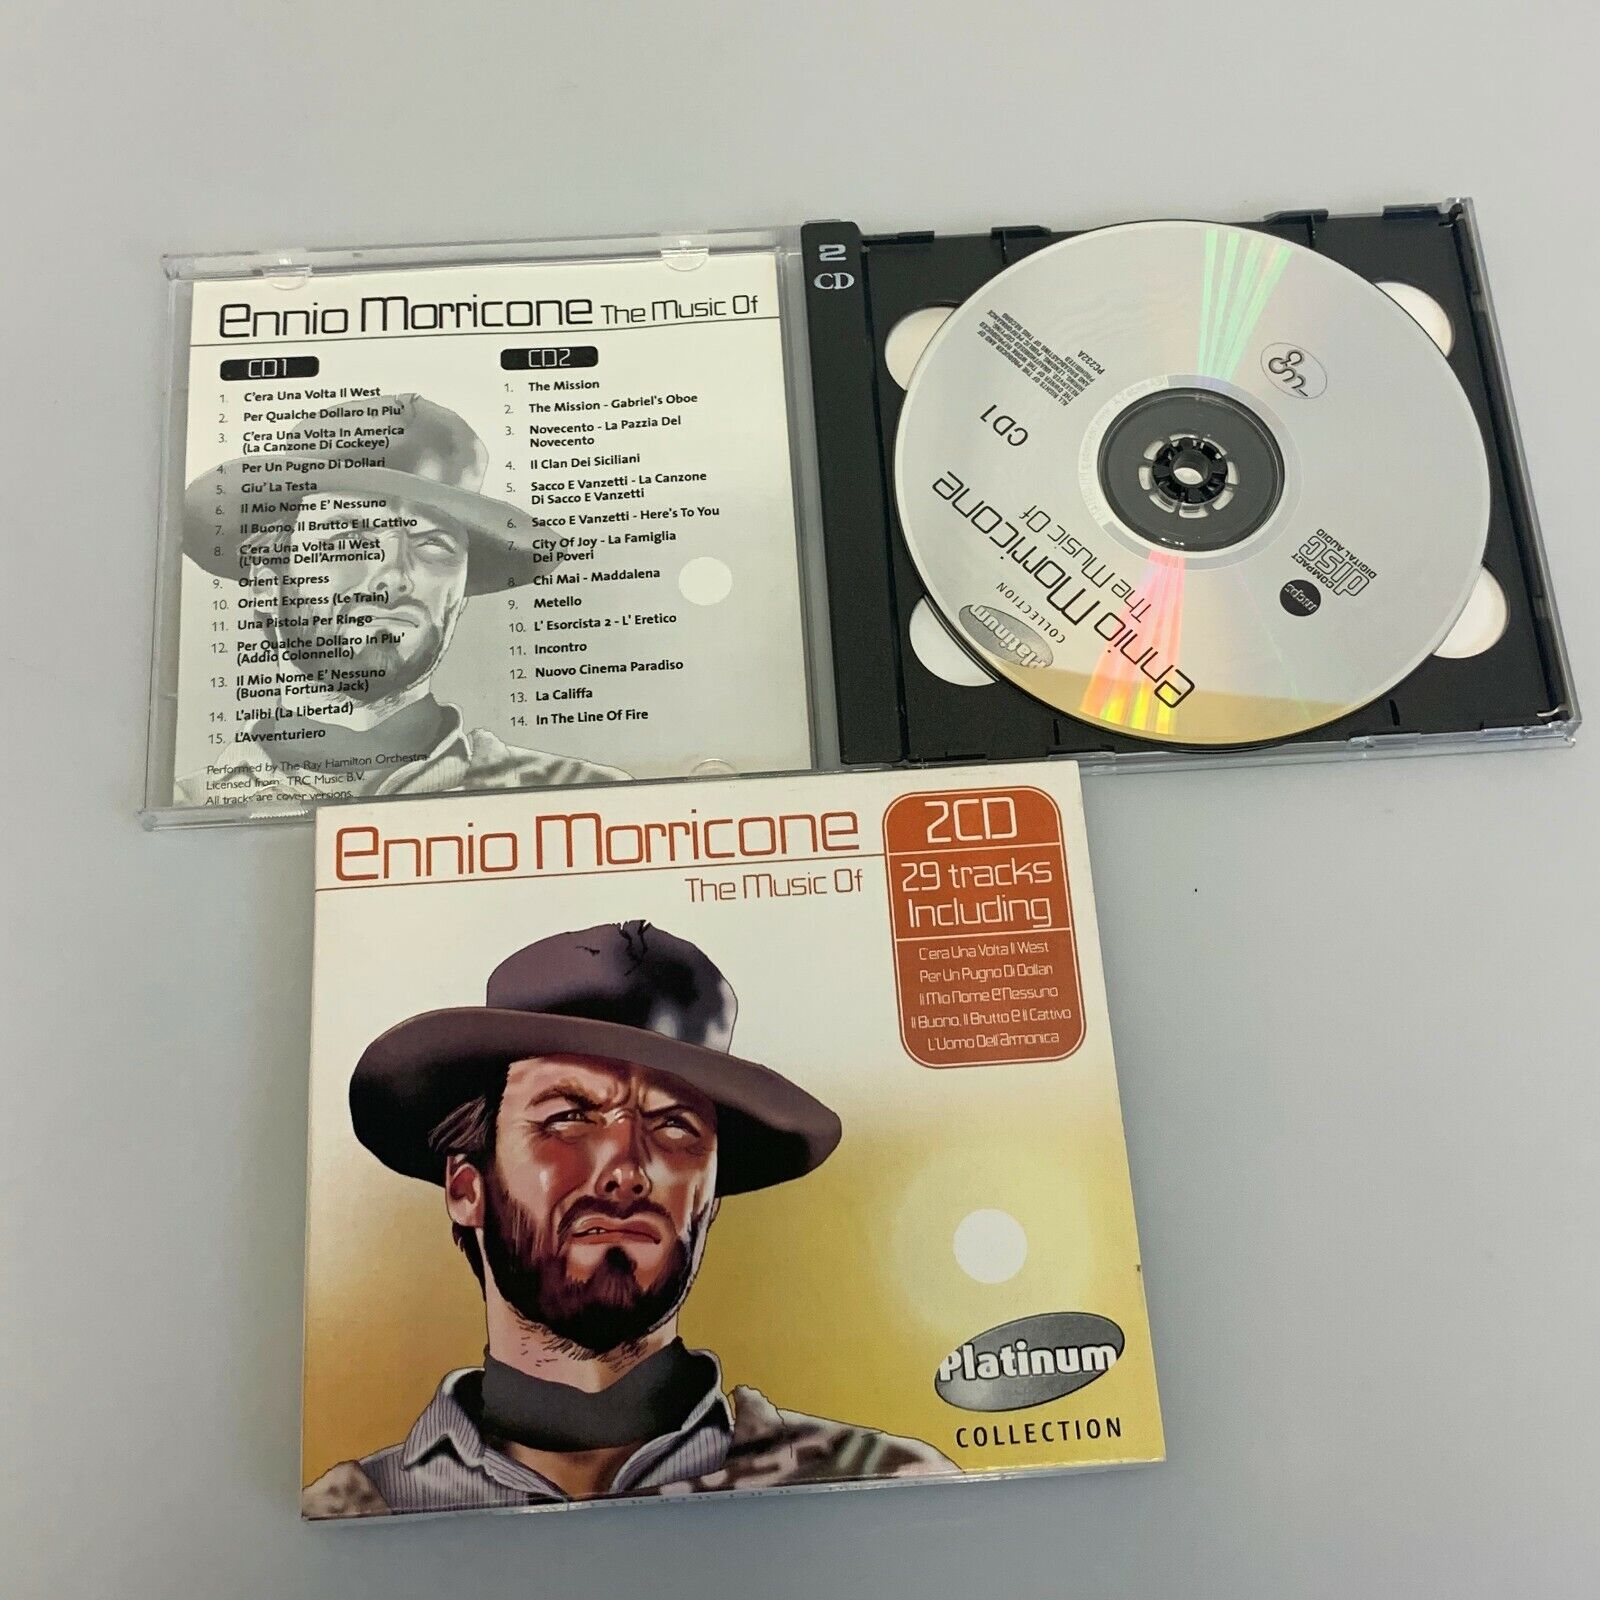 ennio Morricone The Music Of
CD1
1. C'era Una Volta Il West
2. Per Qualche Dollaro In Piu'
3. C'era Una Volta In America
(La Canzone Di Cockeye)
4. Per Un Pugno Di Dollari
5. Giu' La Testa
6. Il Mio Nome E' Nessuno
7. Il Buono, Il Brutto E Il Cattivo
8. C'era Una Volta Il West
(L'Uomo Dell'Armonica)
9. Orient Express
10. Orient Express (Le Train)
11. Una Pistola Per Ringo
12. Per Qualche Dollaro In Piu'
(Addio Colonnello)
13. Il Mio Nome E' Nessuno
(Buona Fortuna Jack)
14. L'alibi (La Libertad)
15. L'Avventuriero
CD2
1. The Mission
2. The Mission - Gabriel's Oboe
3. Novecento - La Pazzia Del
Novecento
4. Il Clan Dei Siciliani
5. Sacco E Vanzetti - La Canzone
Di Sacco E Vanzetti
6. Sacco E Vanzetti - Here's To You
7. City Of Joy - La Famiglia
Dei Poveri
8. Chi Mai - Maddalena
9. Metello
10. L' Esorcista 2 - L' Eretico
11. Incontro
12. Nuovo Cinema Paradiso
13. La Califfa
14. In The Line Of Fire
Performed by The Ray Hamilton Orchestra
Licensed from: TRC Music B.V.
All tracks are cover versions
2
CD
ennio Morricone
The Music Of
CD1
PC232A
Platinum
COLLECTION
mcps
COMPACT
disc
DIGITAL AUDIO
ennio Morricone
The Music Of
2CD
29 tracks
Including
C'era Una Volta Il West
Per Un Pugno Di Dollari
Il Mio Nome e' Nessuno
Il Buono, Il Brutto e Il Cattivo
L'Uomo Dell'Armonica
Platinum
COLLECTION